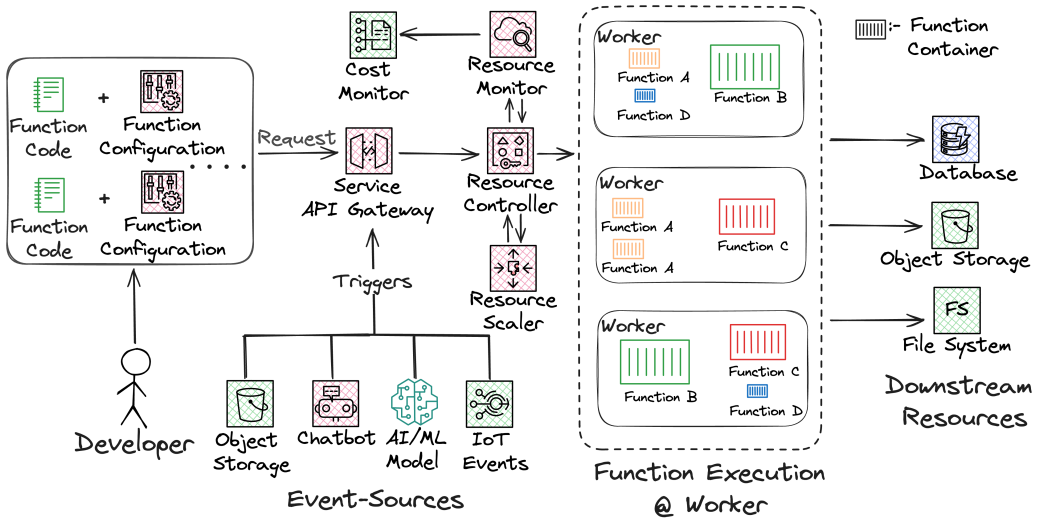 Function
Code
+
Function
Configuration
Function
Code
+
Function
Configuration
Developer
Request
Service
API Gateway
Triggers
Object
Storage
Chatbot
AI/ML
Model
IoT
Events
Event-Sources
Cost
Monitor
Resource
Monitor
Resource
Controller
Resource
Scaler
Worker
Function A
Function D
Function B
Worker
Function A
Function A
Function C
Worker
Function B
Function C
Function D
Function Execution
@ Worker
:- Function
Container
Database
Object Storage
FS
File System
Downstream
Resources